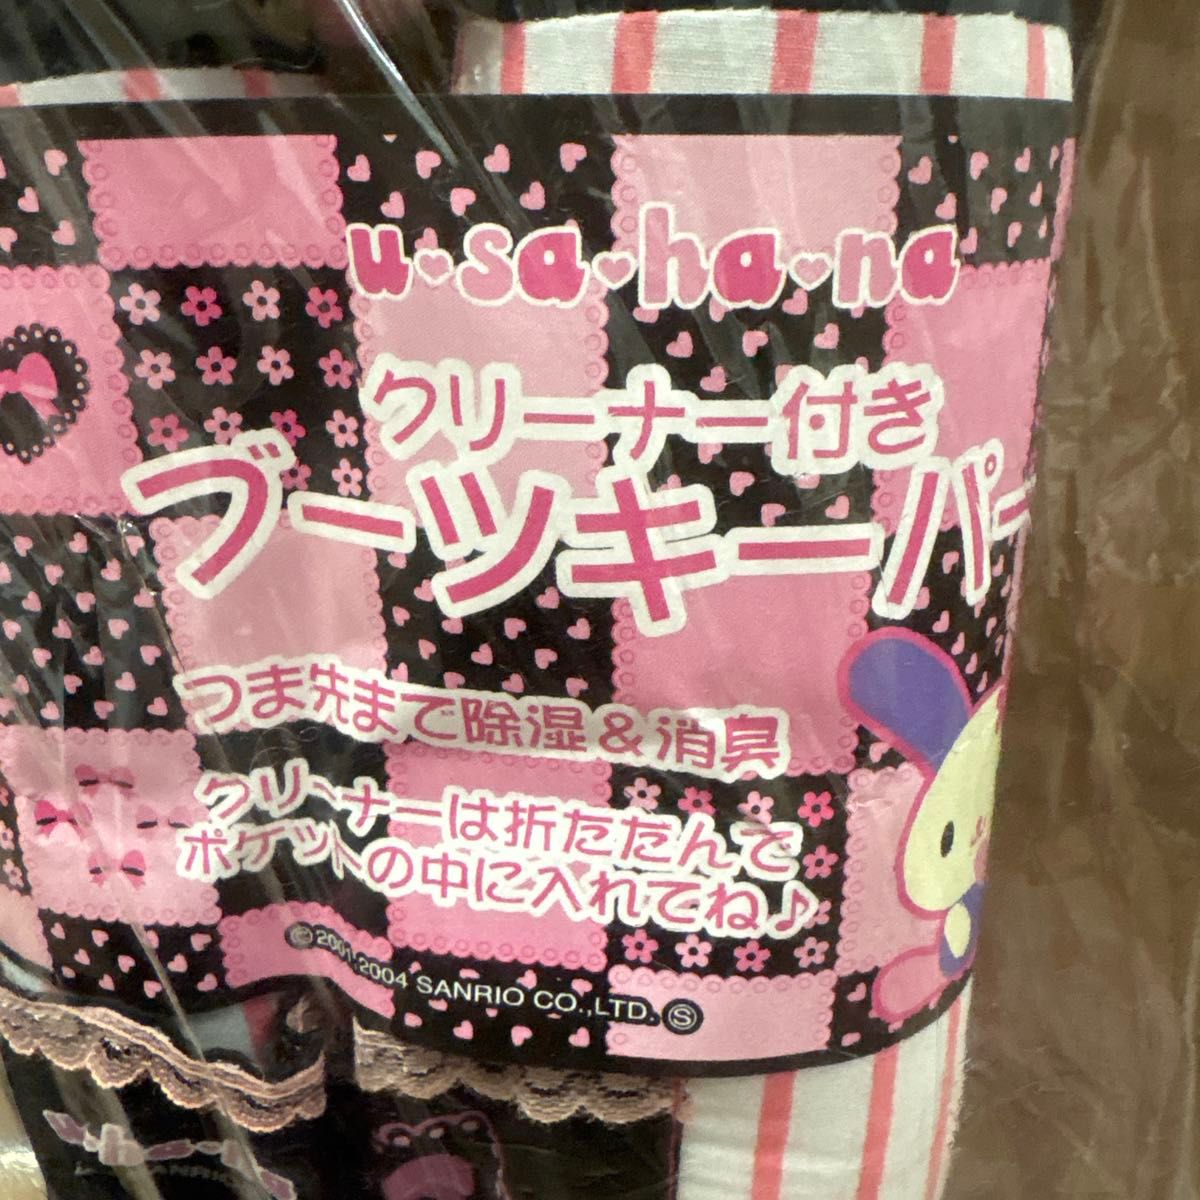 u・sa・ha・na
クリーナー付き
ブーツキーパー
つま先まで除湿&消臭
クリーナーは折たたんで
ポケットの中に入れてね♪
©2001,2004 SANRIO CO.,LTD. Ⓢ